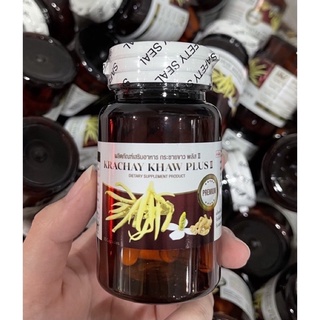 SAFETY SEAL
ผลิตภัณฑ์เสริมอาหาร กระชายขาว พลัส
KRACHAY KHAW PLUS
DIETARY SUPPLEMENT PRODUCT
PREMIUM